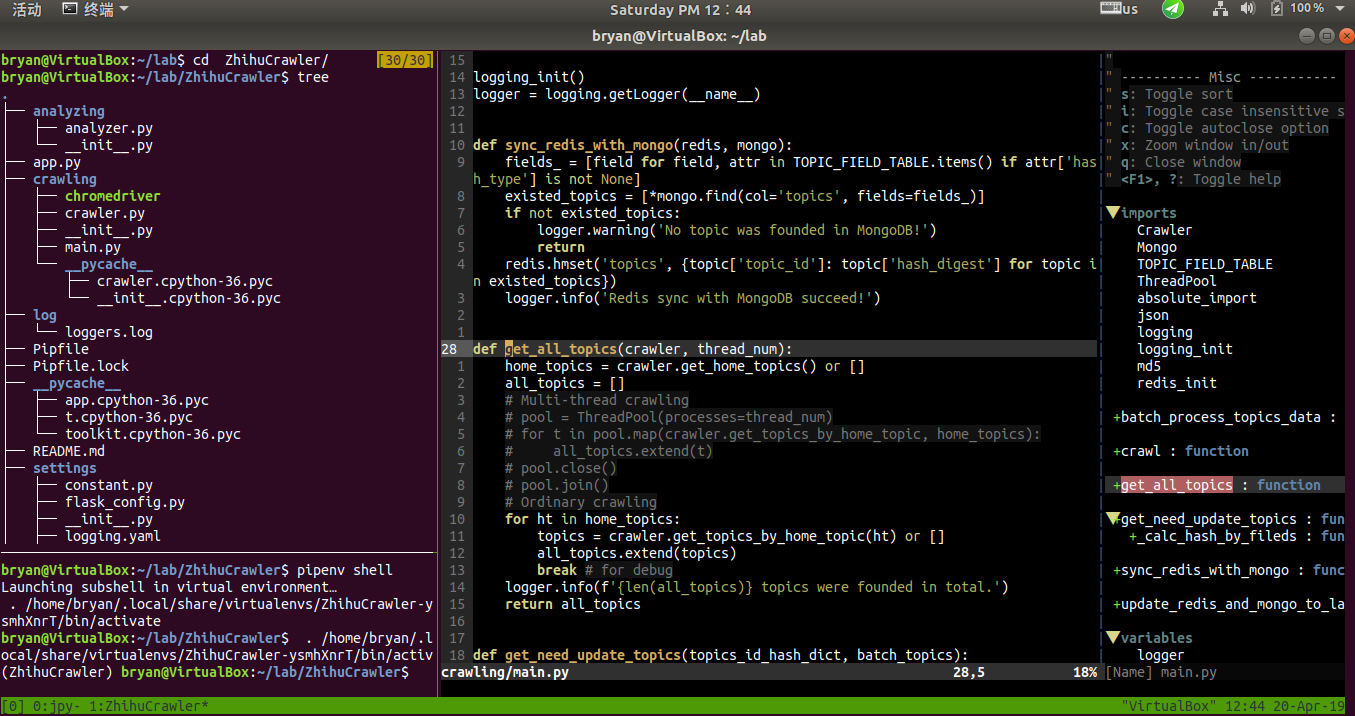 活动 终端 Saturday PM 12：44 us 100 %
bryan@VirtualBox: ~/lab
bryan@VirtualBox:~/lab$ cd  ZhihuCrawler/ [30/30]
bryan@VirtualBox:~/lab/ZhihuCrawler$ tree
.
├── analyzing
│   ├── analyzer.py
│   └── __init__.py
├── app.py
├── crawling
│   ├── chromedriver
│   ├── crawler.py
│   ├── __init__.py
│   ├── main.py
│   └── __pycache__
│       ├── crawler.cpython-36.pyc
│       └── __init__.cpython-36.pyc
├── log
│   └── loggers.log
├── Pipfile
├── Pipfile.lock
├── __pycache__
│   ├── app.cpython-36.pyc
│   ├── t.cpython-36.pyc
│   └── toolkit.cpython-36.pyc
├── README.md
├── settings
│   ├── constant.py
│   ├── flask_config.py
│   ├── __init__.py
│   ├── logging.yaml
bryan@VirtualBox:~/lab/ZhihuCrawler$ pipenv shell
Launching subshell in virtual environment…
 . /home/bryan/.local/share/virtualenvs/ZhihuCrawler-y
smhXnrT/bin/activate
bryan@VirtualBox:~/lab/ZhihuCrawler$  . /home/bryan/.l
ocal/share/virtualenvs/ZhihuCrawler-ysmhXnrT/bin/activ
(ZhihuCrawler) bryan@VirtualBox:~/lab/ZhihuCrawler$
15
14 logging_init()
13 logger = logging.getLogger(__name__)
12
11
10 def sync_redis_with_mongo(redis, mongo):
9     fields_ = [field for field, attr in TOPIC_FIELD_TABLE.items() if attr['has
h_type'] is not None]
8     existed_topics = [*mongo.find(col='topics', fields=fields_)]
7     if not existed_topics:
6         logger.warning('No topic was founded in MongoDB!')
5         return
4     redis.hmset('topics', {topic['topic_id']: topic['hash_digest'] for topic i
n existed_topics})
3     logger.info('Redis sync with MongoDB succeed!')
2
1
28 def get_all_topics(crawler, thread_num):
1     home_topics = crawler.get_home_topics() or []
2     all_topics = []
3     # Multi-thread crawling
4     # pool = ThreadPool(processes=thread_num)
5     # for t in pool.map(crawler.get_topics_by_home_topic, home_topics):
6     #     all_topics.extend(t)
7     # pool.close()
8     # pool.join()
9     # Ordinary crawling
10     for ht in home_topics:
11         topics = crawler.get_topics_by_home_topic(ht) or []
12         all_topics.extend(topics)
13         break # for debug
14     logger.info(f'{len(all_topics)} topics were founded in total.')
15     return all_topics
16
17
18 def get_need_update_topics(topics_id_hash_dict, batch_topics):
crawling/main.py 28,5 18%
"
" ---------- Misc -----------
" s: Toggle sort
" i: Toggle case insensitive s
" c: Toggle autoclose option
" x: Zoom window in/out
" q: Close window
" <F1>, ?: Toggle help
▼imports
Crawler
Mongo
TOPIC_FIELD_TABLE
ThreadPool
absolute_import
json
logging
logging_init
md5
redis_init
+batch_process_topics_data :
+crawl : function
+get_all_topics : function
▼+get_need_update_topics : fun
+_calc_hash_by_fileds : fun
+sync_redis_with_mongo : func
+update_redis_and_mongo_to_la
▼variables
logger
[Name] main.py
[0] 0:jpy- 1:ZhihuCrawler* "VirtualBox" 12:44 20-Apr-19